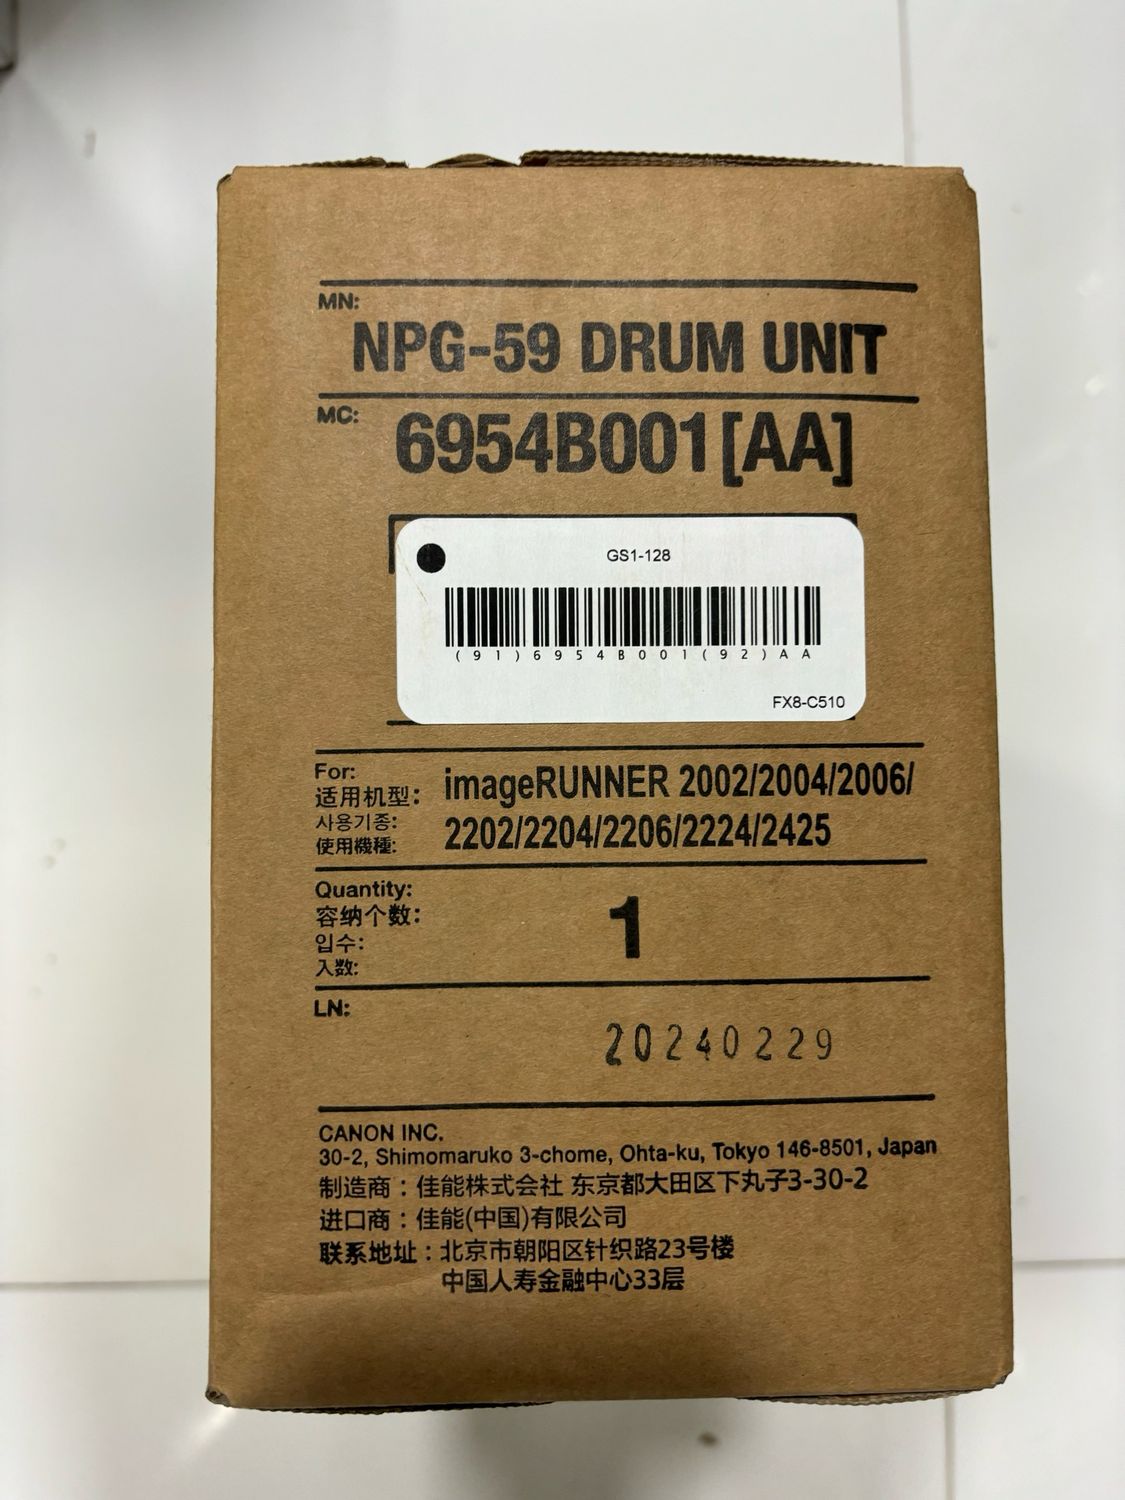 MN:
NPG-59 DRUM UNIT
MC:
6954B001[AA]
GS1-128
(91)6954B001(92)AA
FX8-C510
For:
适用机型:
사용기종:
使用機種:
imageRUNNER 2002/2004/2006/
2202/2204/2206/2224/2425
Quantity:
容纳个数:
입수:
入数:
1
LN:
20240229
CANON INC.
30-2, Shimomaruko 3-chome, Ohta-ku, Tokyo 146-8501, Japan
制造商：佳能株式会社 东京都大田区下丸子3-30-2
进口商：佳能(中国)有限公司
联系地址：北京市朝阳区针织路23号楼
中国人寿金融中心33层